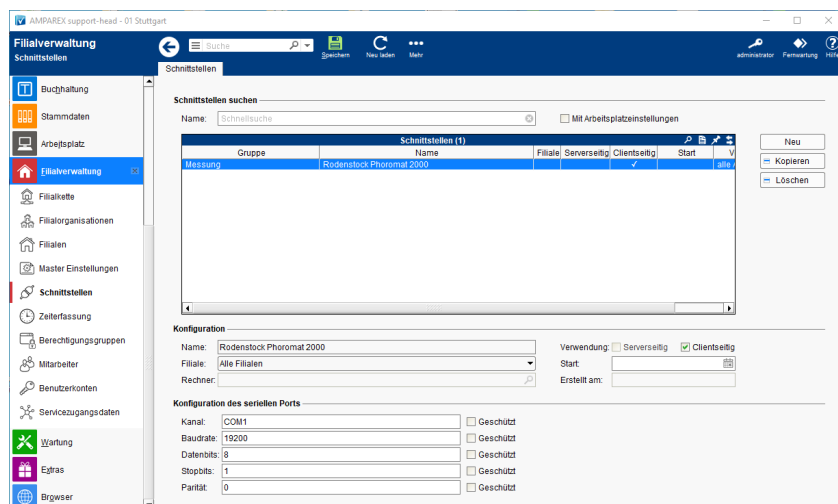 AMPAREX support-head - 01 Stuttgart
Filialverwaltung
Schnittstellen
Suche
Speichern
Neu laden
Mehr
administrator
Fernwartung
Hilfe
Schnittstellen
Buchhaltung
Stammdaten
Arbeitsplatz
Filialverwaltung
Filialkette
Filialorganisationen
Filialen
Master Einstellungen
Schnittstellen
Zeiterfassung
Berechtigungsgruppen
Mitarbeiter
Benutzerkonten
Servicezugangsdaten
Wartung
Extras
Browser
Schnittstellen suchen
Name: Schnellsuche
Mit Arbeitsplatzeinstellungen
Schnittstellen (1)
Gruppe Name Filiale Serverseitig Clientseitig Start V
Messung Rodenstock Phoromat 2000 ✓ alle
Neu
Kopieren
Löschen
Konfiguration
Name: Rodenstock Phoromat 2000 Verwendung: Serverseitig Clientseitig
Filiale: Alle Filialen Start:
Rechner: Erstellt am:
Konfiguration des seriellen Ports
Kanal: COM1 Geschützt
Baudrate: 19200 Geschützt
Datenbits: 8 Geschützt
Stopbits: 1 Geschützt
Parität: 0 Geschützt